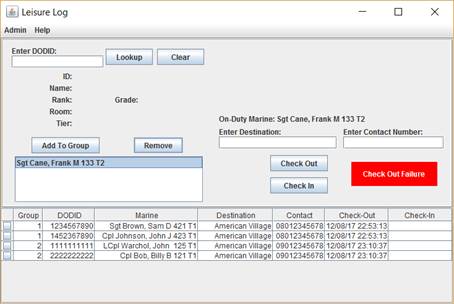 Leisure Log
Admin Help
Enter DODID:
Lookup Clear
ID:
Name:
Rank: Grade:
Room:
Tier:
On-Duty Marine: Sgt Cane, Frank M 133 T2
Enter Destination: Enter Contact Number:
Add To Group Remove
Sgt Cane, Frank M 133 T2
Check Out
Check Out Failure
Check In
Group DODID Marine Destination Contact Check-Out Check-In
1 1234567890 Sgt Brown, Sam D 421 T1 American Village 08012345678 12/08/17 22:53:13
1 1452367890 Cpl Johnson, John J 423 T1 American Village 08012345678 12/08/17 22:53:13
2 1111111111 LCpl Warchol, John 125 T1 American Village 09012345678 12/08/17 23:10:37
2 2222222222 Cpl Bob, Billy B 121 T1 American Village 09012345678 12/08/17 23:10:37